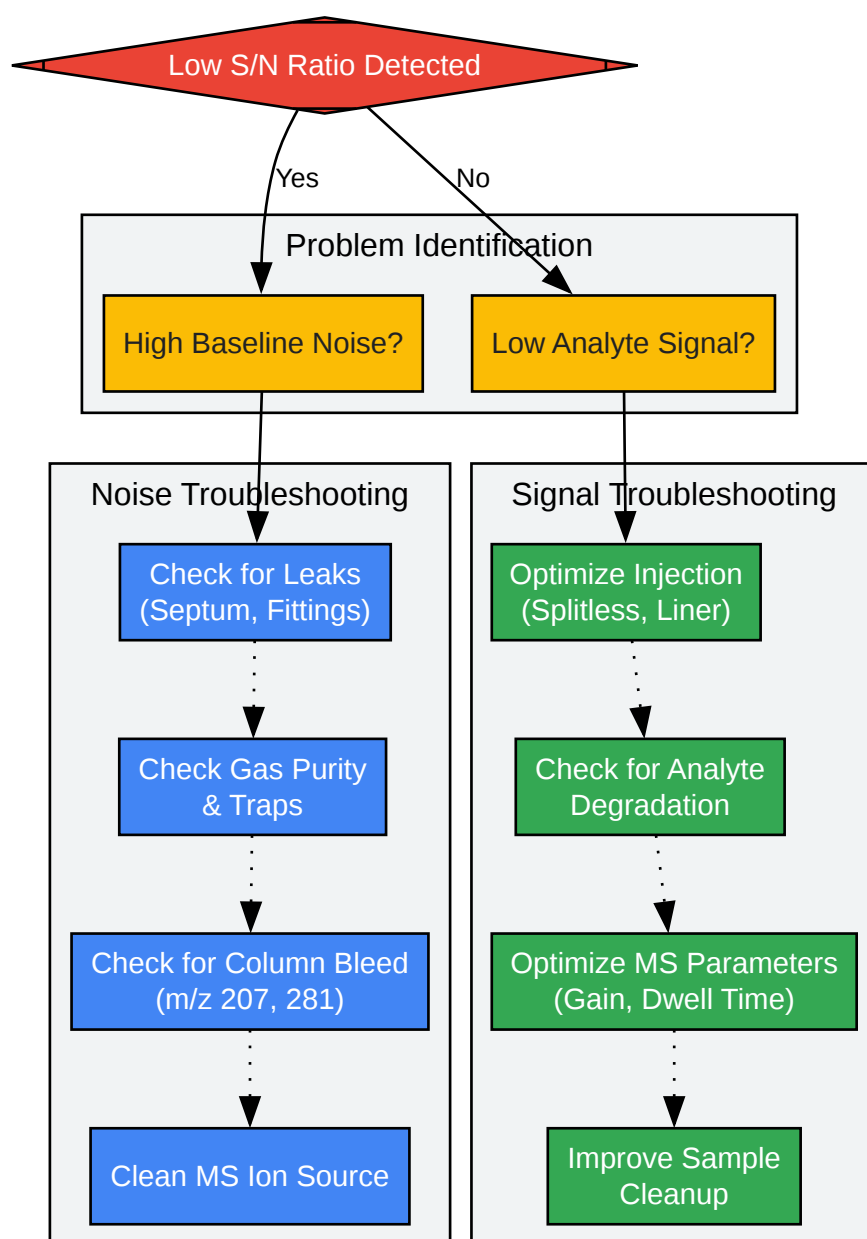 Low S/N Ratio Detected
Yes
No
Problem Identification
High Baseline Noise?
Low Analyte Signal?
Noise Troubleshooting
Check for Leaks
(Septum, Fittings)
Check Gas Purity
& Traps
Check for Column Bleed
(m/z 207, 281)
Clean MS Ion Source
Signal Troubleshooting
Optimize Injection
(Splitless, Liner)
Check for Analyte
Degradation
Optimize MS Parameters
(Gain, Dwell Time)
Improve Sample
Cleanup